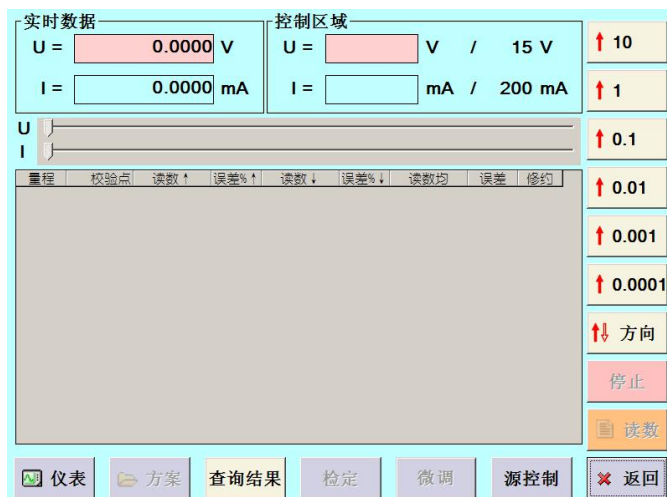 实时数据
U = 0.0000 V
I = 0.0000 mA
控制区域
U = V / 15 V
I = mA / 200 mA
U
I
量程 校验点 读数↑ 误差%↑ 读数↓ 误差%↓ 读数均 误差 修约
↑ 10
↑ 1
↑ 0.1
↑ 0.01
↑ 0.001
↑ 0.0001
↑↓ 方向
停止
读数
仪表 方案 查询结果 检定 微调 源控制 返回